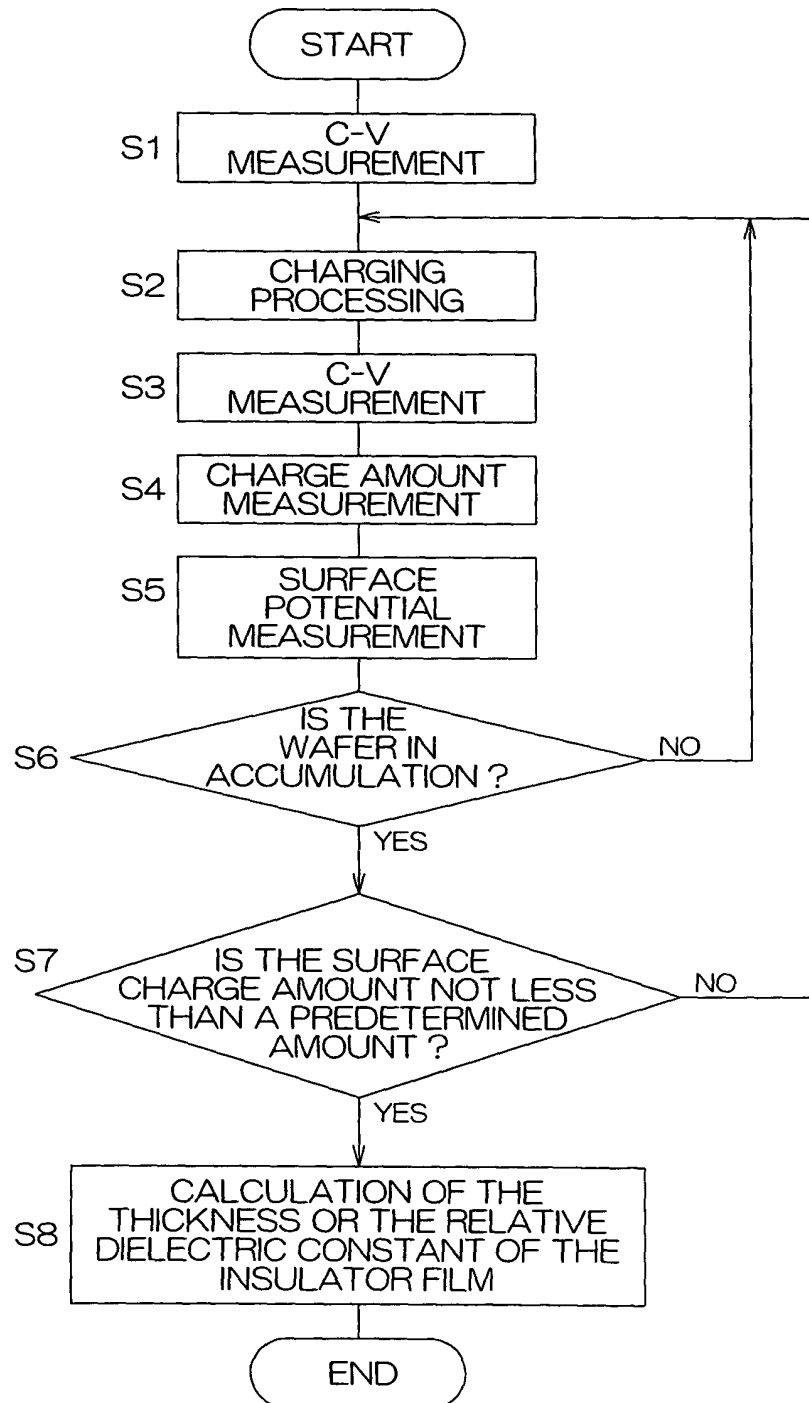 START
S1
C-V
MEASUREMENT
S2
CHARGING
PROCESSING
S3
C-V
MEASUREMENT
S4
CHARGE AMOUNT
MEASUREMENT
S5
SURFACE
POTENTIAL
MEASUREMENT
S6
IS THE
WAFER IN
ACCUMULATION ?
NO
YES
S7
IS THE SURFACE
CHARGE AMOUNT NOT LESS
THAN A PREDETERMINED
AMOUNT ?
NO
YES
S8
CALCULATION OF THE
THICKNESS OR THE RELATIVE
DIELECTRIC CONSTANT OF THE
INSULATOR FILM
END